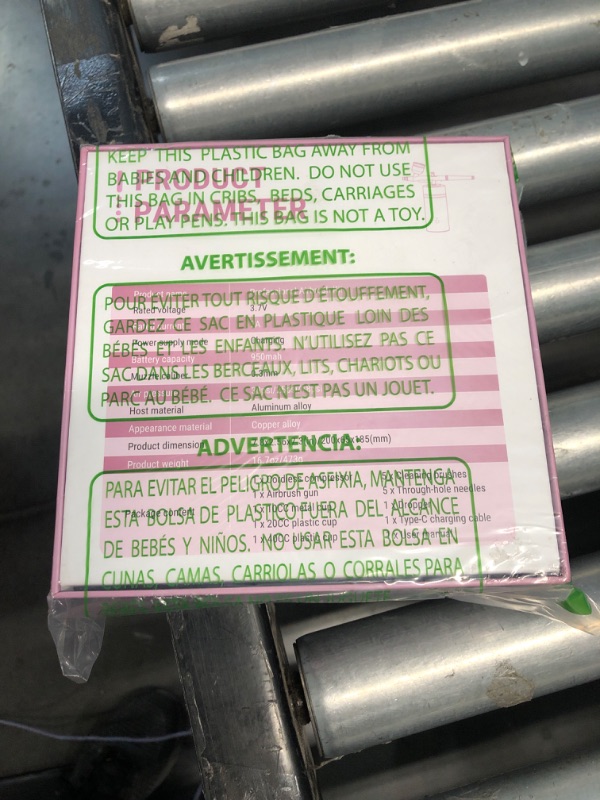 KEEP THIS PLASTIC BAG AWAY FROM
BABIES AND CHILDREN. DO NOT USE
THIS BAG IN CRIBS, BEDS, CARRIAGES
OR PLAY PENS. THIS BAG IS NOT A TOY.
PRODUCT
PARAMETER
AVERTISSEMENT:
POUR ÉVITER TOUT RISQUE D'ÉTOUFFEMENT,
GARDEZ CE SAC EN PLASTIQUE LOIN DES
BÉBÉS ET LES ENFANTS. N'UTILISEZ PAS CE
SAC DANS LES BERCEAUX, LITS, CHARIOTS OU
PARC AU BÉBÉ. CE SAC N'EST PAS UN JOUET.
Product name
Rated voltage 3.7V
Power supply mode
Battery capacity 950mah
Host material Aluminum alloy
Appearance material Copper alloy
Product dimension
Product weight
Package content
1 x Airbrush gun 5 x Through-hole needles
1 x 20CC plastic cup 1 x Type-C charging cable
ADVERTENCIA:
PARA EVITAR EL PELIGRO DE ASFIXIA, MANTENGA
ESTA BOLSA DE PLASTICO FUERA DEL ALCANCE
DE BEBÉS Y NIÑOS. NO USAR ESTA BOLSA EN
CUNAS, CAMAS, CARRIOLAS O CORRALES PARA